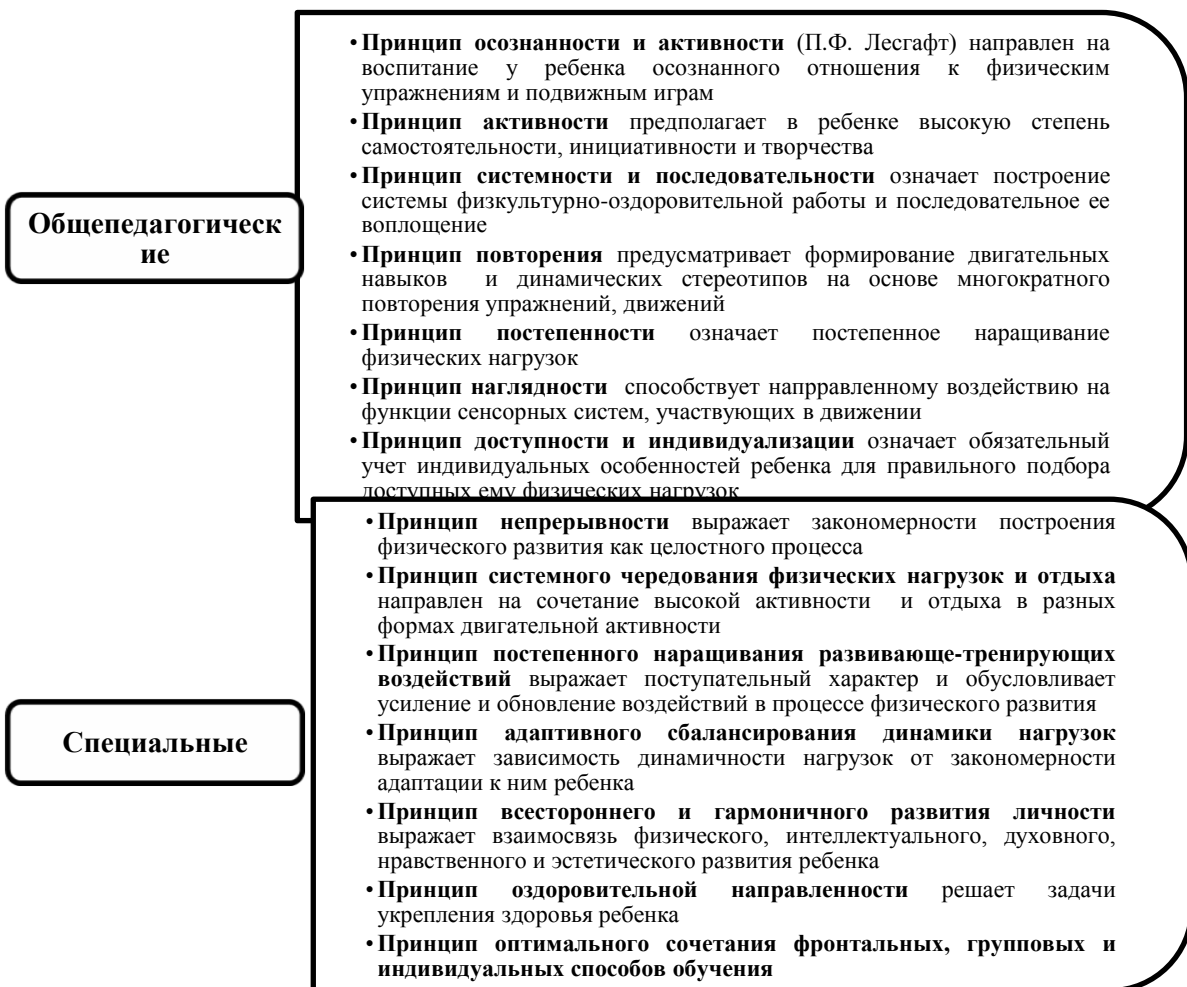 Общепедагогическ
ие
• Принцип осознанности и активности (П.Ф. Лесгафт) направлен на
воспитание у ребенка осознанного отношения к физическим
упражнениям и подвижным играм
• Принцип активности предполагает в ребенке высокую степень
самостоятельности, инициативности и творчества
• Принцип системности и последовательности означает построение
системы физкультурно-оздоровительной работы и последовательное ее
воплощение
• Принцип повторения предусматривает формирование двигательных
навыков и динамических стереотипов на основе многократного
повторения упражнений, движений
• Принцип постепенности означает постепенное наращивание
физических нагрузок
• Принцип наглядности способствует напрравленному воздействию на
функции сенсорных систем, участвующих в движении
• Принцип доступности и индивидуализации означает обязательный
учет индивидуальных особенностей ребенка для правильного подбора
доступных ему физических нагрузок
Специальные
• Принцип непрерывности выражает закономерности построения
физического развития как целостного процесса
• Принцип системного чередования физических нагрузок и отдыха
направлен на сочетание высокой активности и отдыха в разных
формах двигательной активности
• Принцип постепенного наращивания развивающе-тренирующих
воздействий выражает поступательный характер и обусловливает
усиление и обновление воздействий в процессе физического развития
• Принцип адаптивного сбалансирования динамики нагрузок
выражает зависимость динамичности нагрузок от закономерности
адаптации к ним ребенка
• Принцип всестороннего и гармоничного развития личности
выражает взаимосвязь физического, интеллектуального, духовного,
нравственного и эстетического развития ребенка
• Принцип оздоровительной направленности решает задачи
укрепления здоровья ребенка
• Принцип оптимального сочетания фронтальных, групповых и
индивидуальных способов обучения